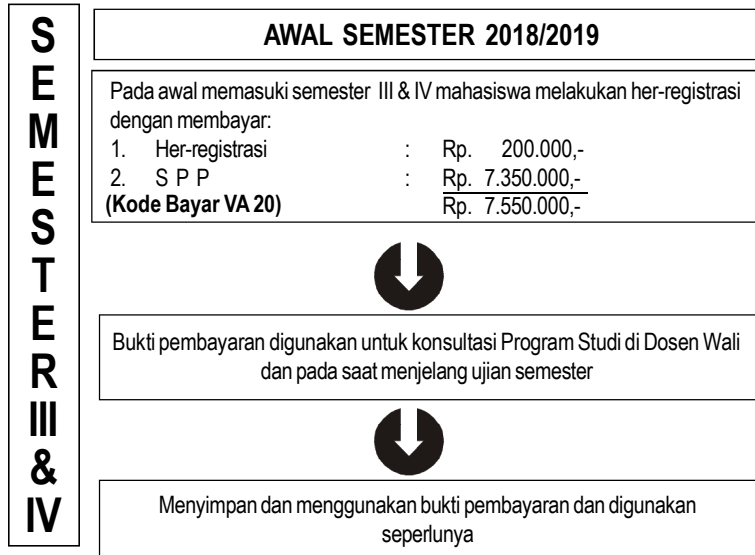 SEMESTER III & IV
AWAL SEMESTER 2018/2019
Pada awal memasuki semester III & IV mahasiswa melakukan her-registrasi
dengan membayar:
1. Her-registrasi : Rp. 200.000,-
2. S P P : Rp. 7.350.000,-
(Kode Bayar VA 20) Rp. 7.550.000,-
Bukti pembayaran digunakan untuk konsultasi Program Studi di Dosen Wali
dan pada saat menjelang ujian semester
Menyimpan dan menggunakan bukti pembayaran dan digunakan
seperlunya